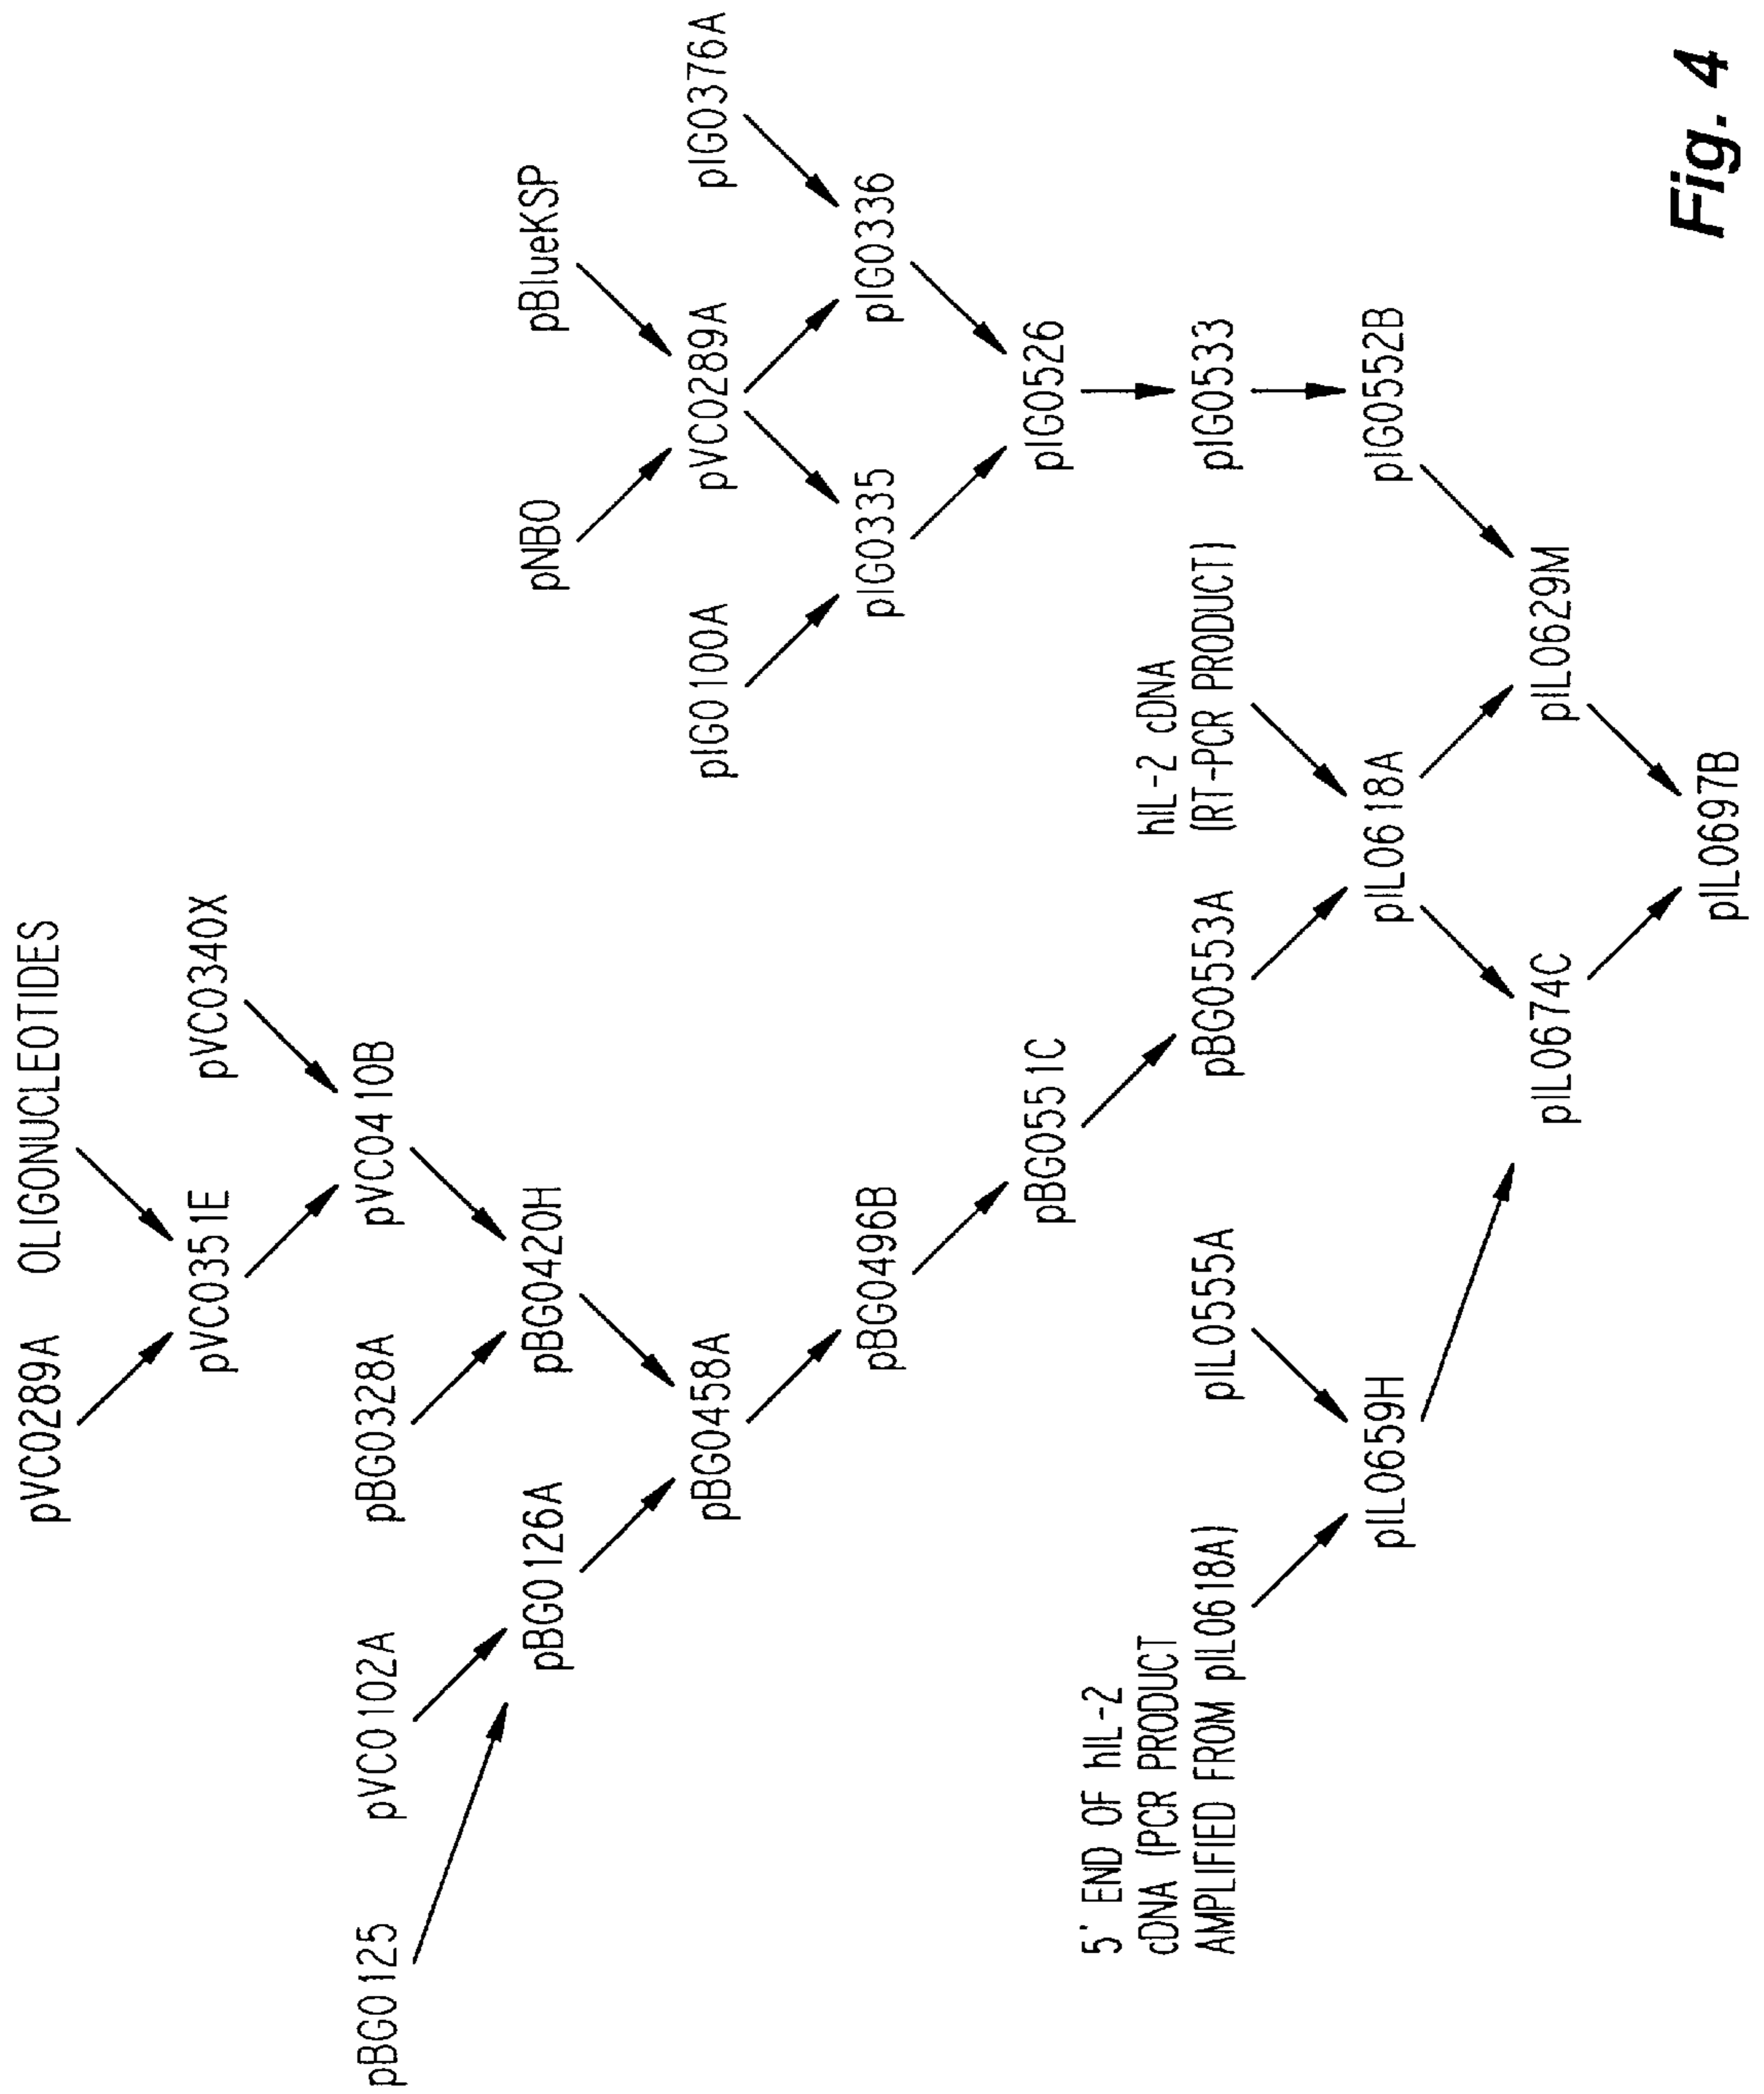 pVC0289A
OLIGONUCLEOTIDES
pVC0351E
pVC0340X
pBG0125
pVC0102A
pBG0328A
pVC0410B
pBG0126A
pBG0420H
pNBO
pBlueKSP
pBG0458A
pIG0100A
pVC0289A
pIG0376A
pBG0496B
pIG0335
pIG0336
pBG0551C
pIG0526
5' END OF hIL-2
cDNA (PCR PRODUCT
AMPLIFIED FROM pIL0618A)
pIL0555A
pBG0553A
hIL-2 cDNA
(RT-PCR PRODUCT)
pIG0533
pIL0659H
pIL0618A
pIG0552B
pIL0674C
pIL0629M
pIL0697B
Fig. 4